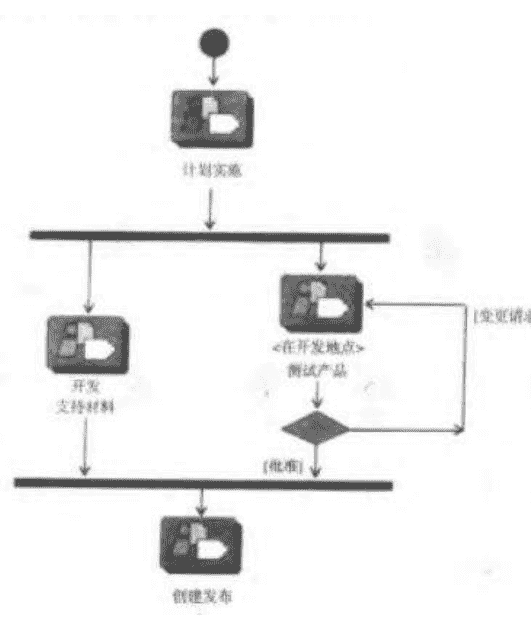 计划实施
[变更请求
<在开发地点>
测试产品
开发
支持材料
[批准]
创建发布